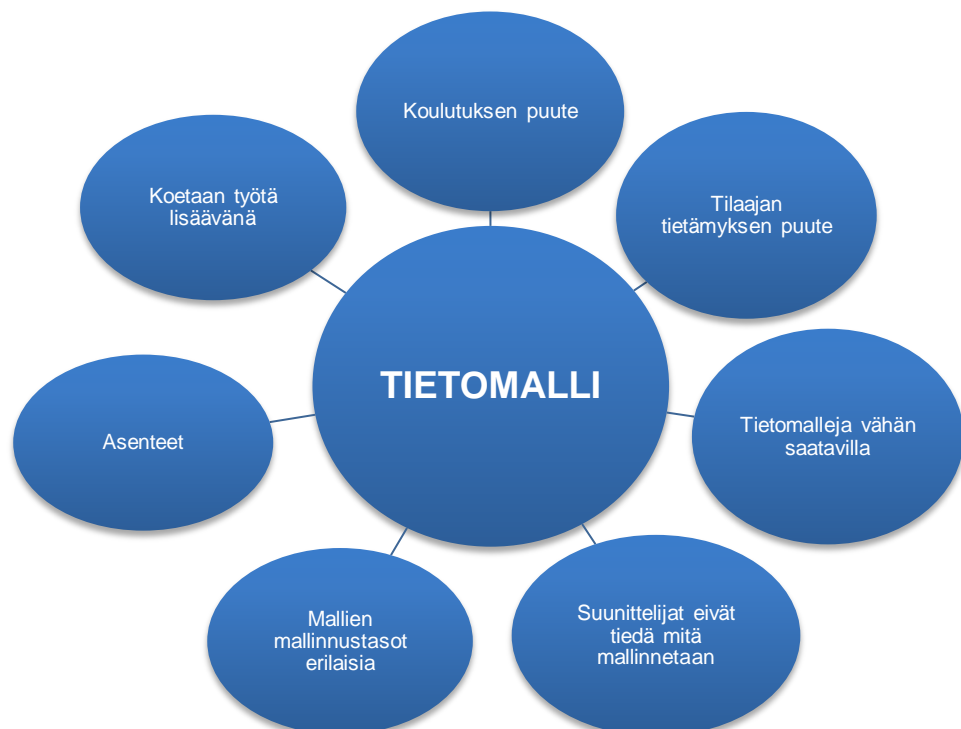 Koulutuksen puute
Koetaan työtä
lisäävänä
Tilaajan
tietämyksen puute
TIETOMALLI
Asenteet
Tietomalleja vähän
saatavilla
Mallien
mallinnustasot
erilaisia
Suunittelijat eivät
tiedä mitä
mallinnetaan